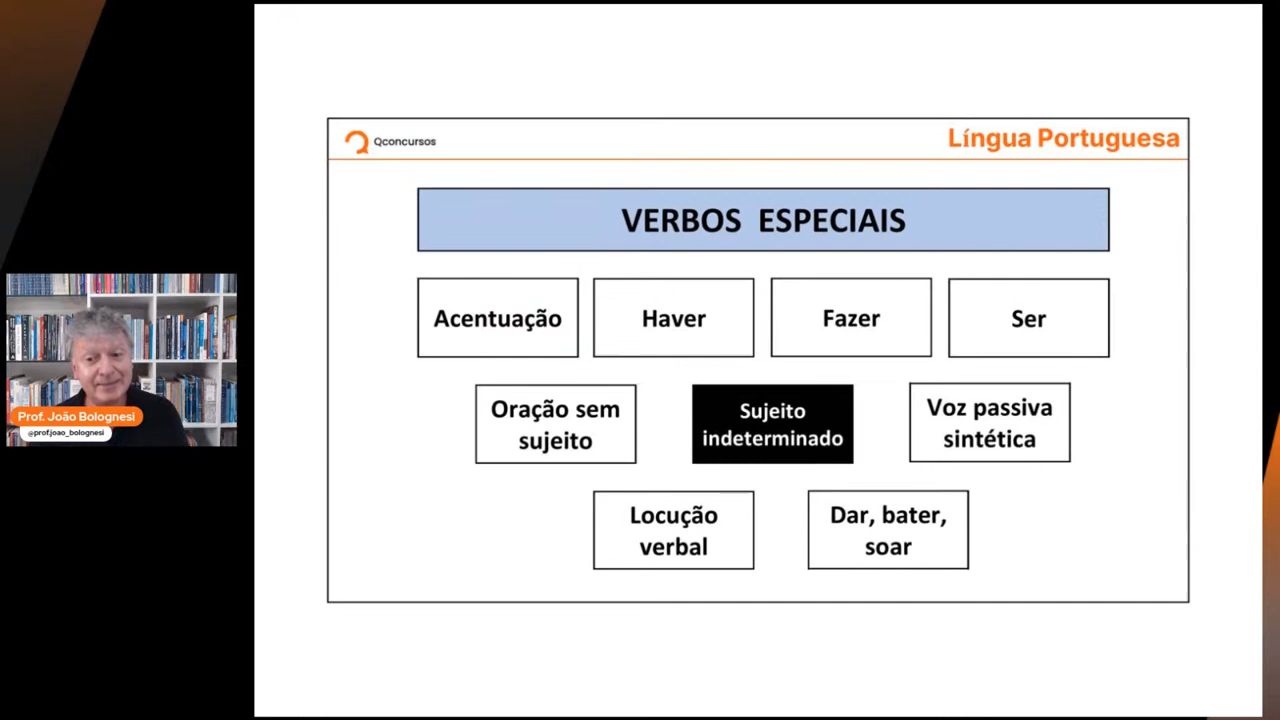 Qconcursos
Língua Portuguesa
VERBOS ESPECIAIS
Acentuação
Haver
Fazer
Ser
Oração sem
sujeito
Sujeito
indeterminado
Voz passiva
sintética
Locução
verbal
Dar, bater,
soar
Prof. João Bolognesi
@prof.joao_bolognesi